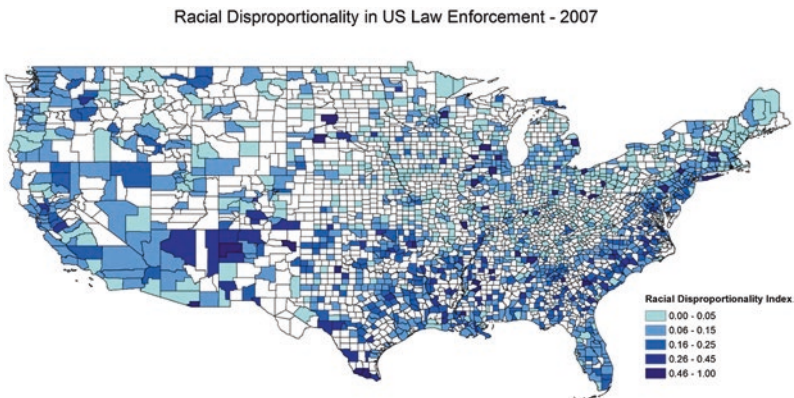 Racial Disproportionality in US Law Enforcement - 2007
Racial Disproportionality Index
0.00 - 0.05
0.06 - 0.15
0.16 - 0.25
0.26 - 0.45
0.46 - 1.00